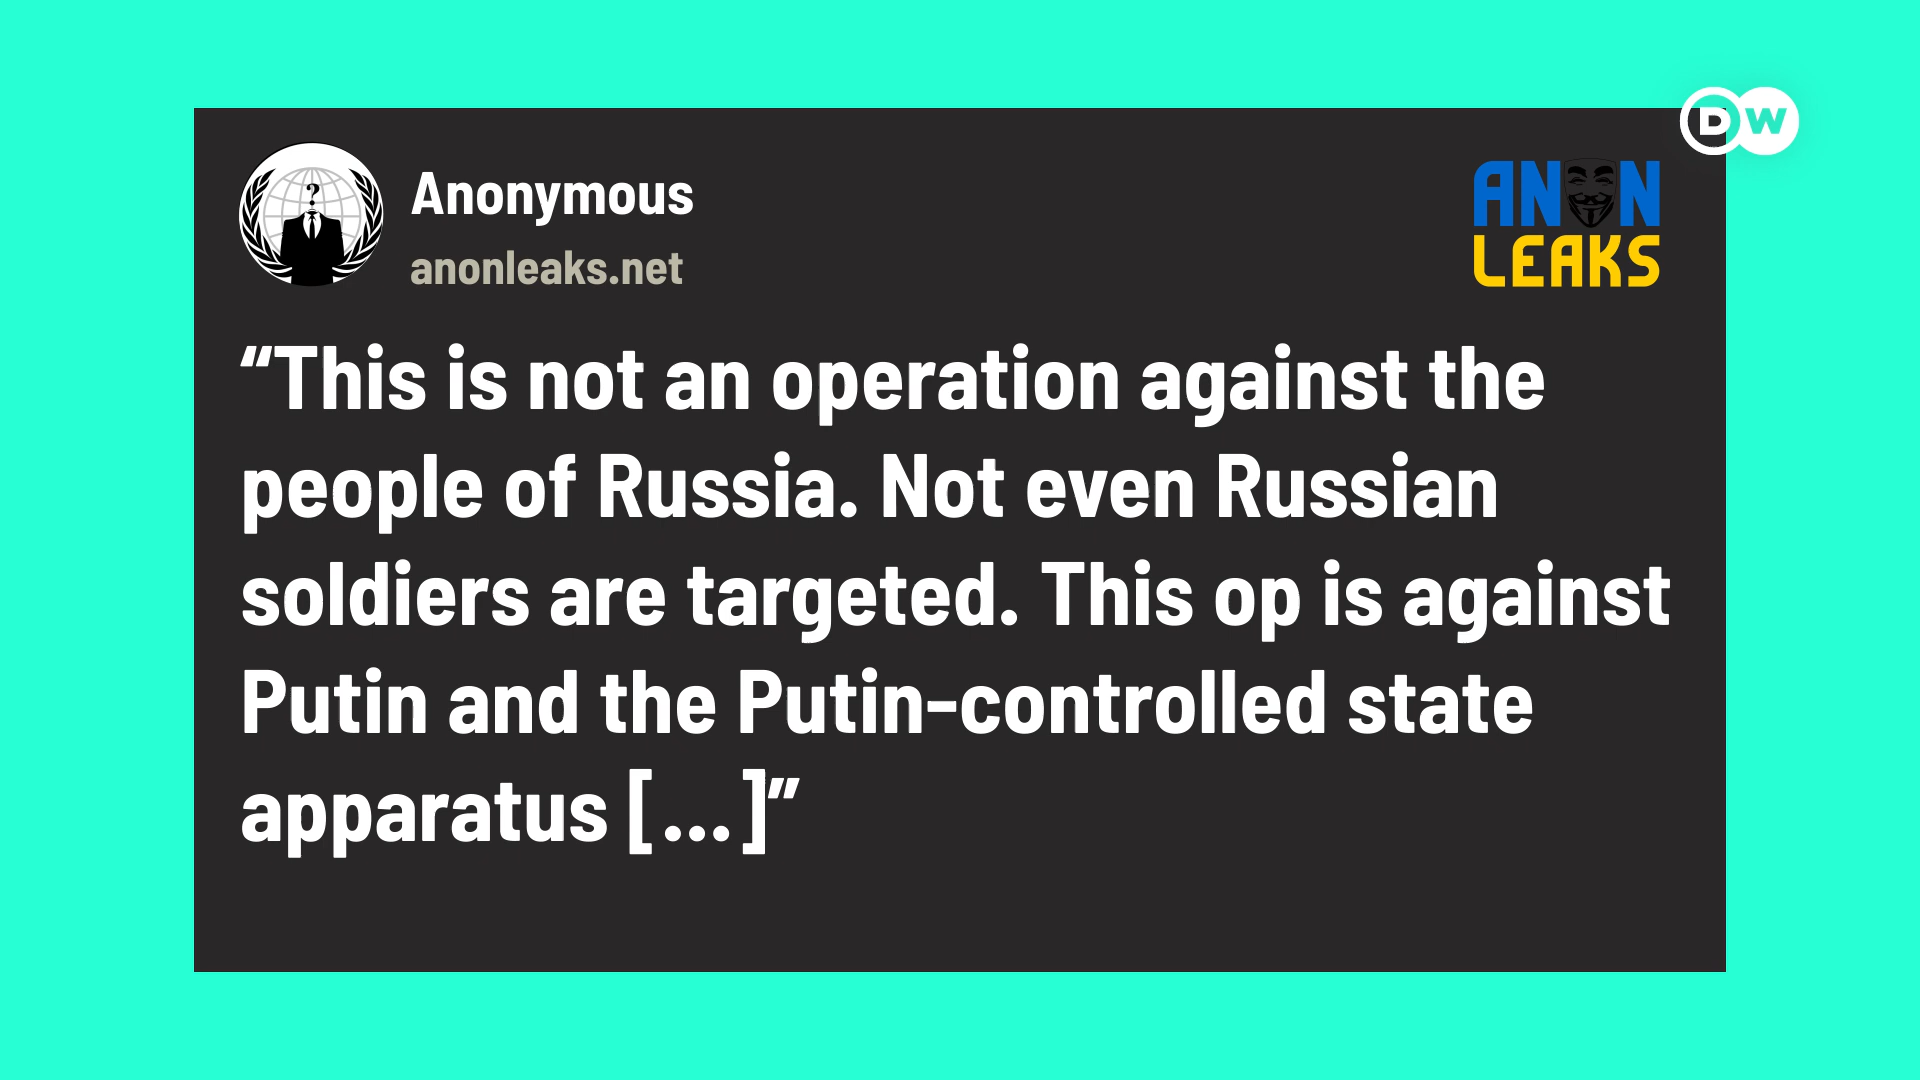 DW
Anonymous
anonleaks.net
?
ANON
LEAKS
“This is not an operation against the
people of Russia. Not even Russian
soldiers are targeted. This op is against
Putin and the Putin-controlled state
apparatus [...]”